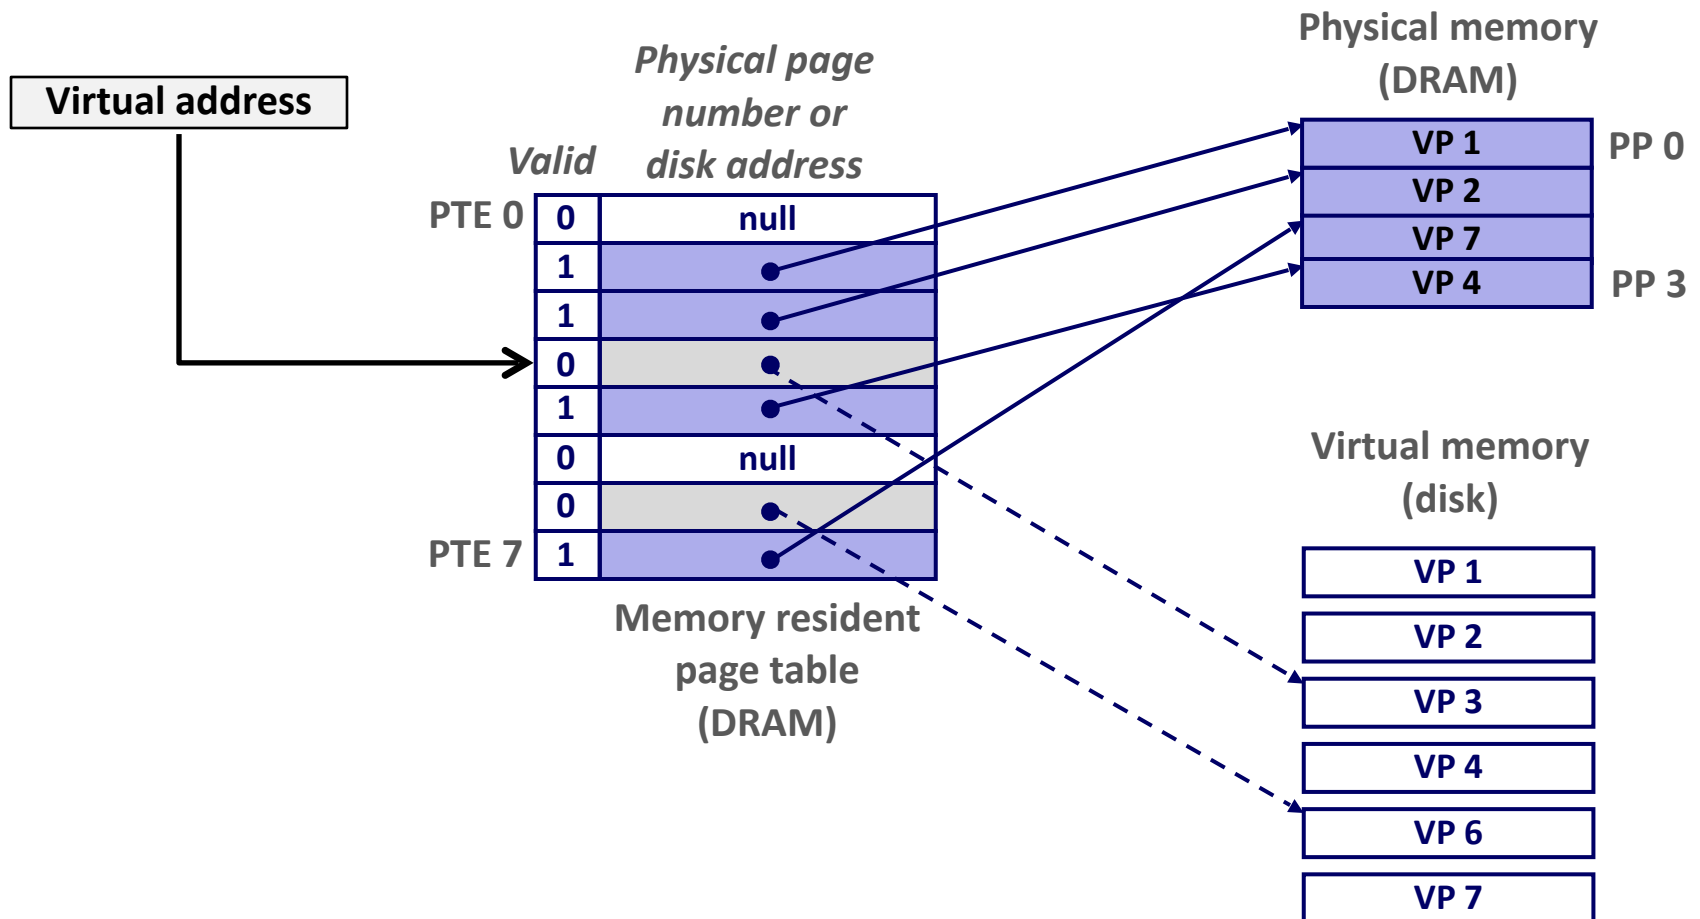 Virtual address
Physical page
number or
disk address
Valid
PTE 0
0
null
1
1
0
1
0
null
0
PTE 7
1
Memory resident
page table
(DRAM)
Physical memory
(DRAM)
VP 1
PP 0
VP 2
VP 7
VP 4
PP 3
Virtual memory
(disk)
VP 1
VP 2
VP 3
VP 4
VP 6
VP 7